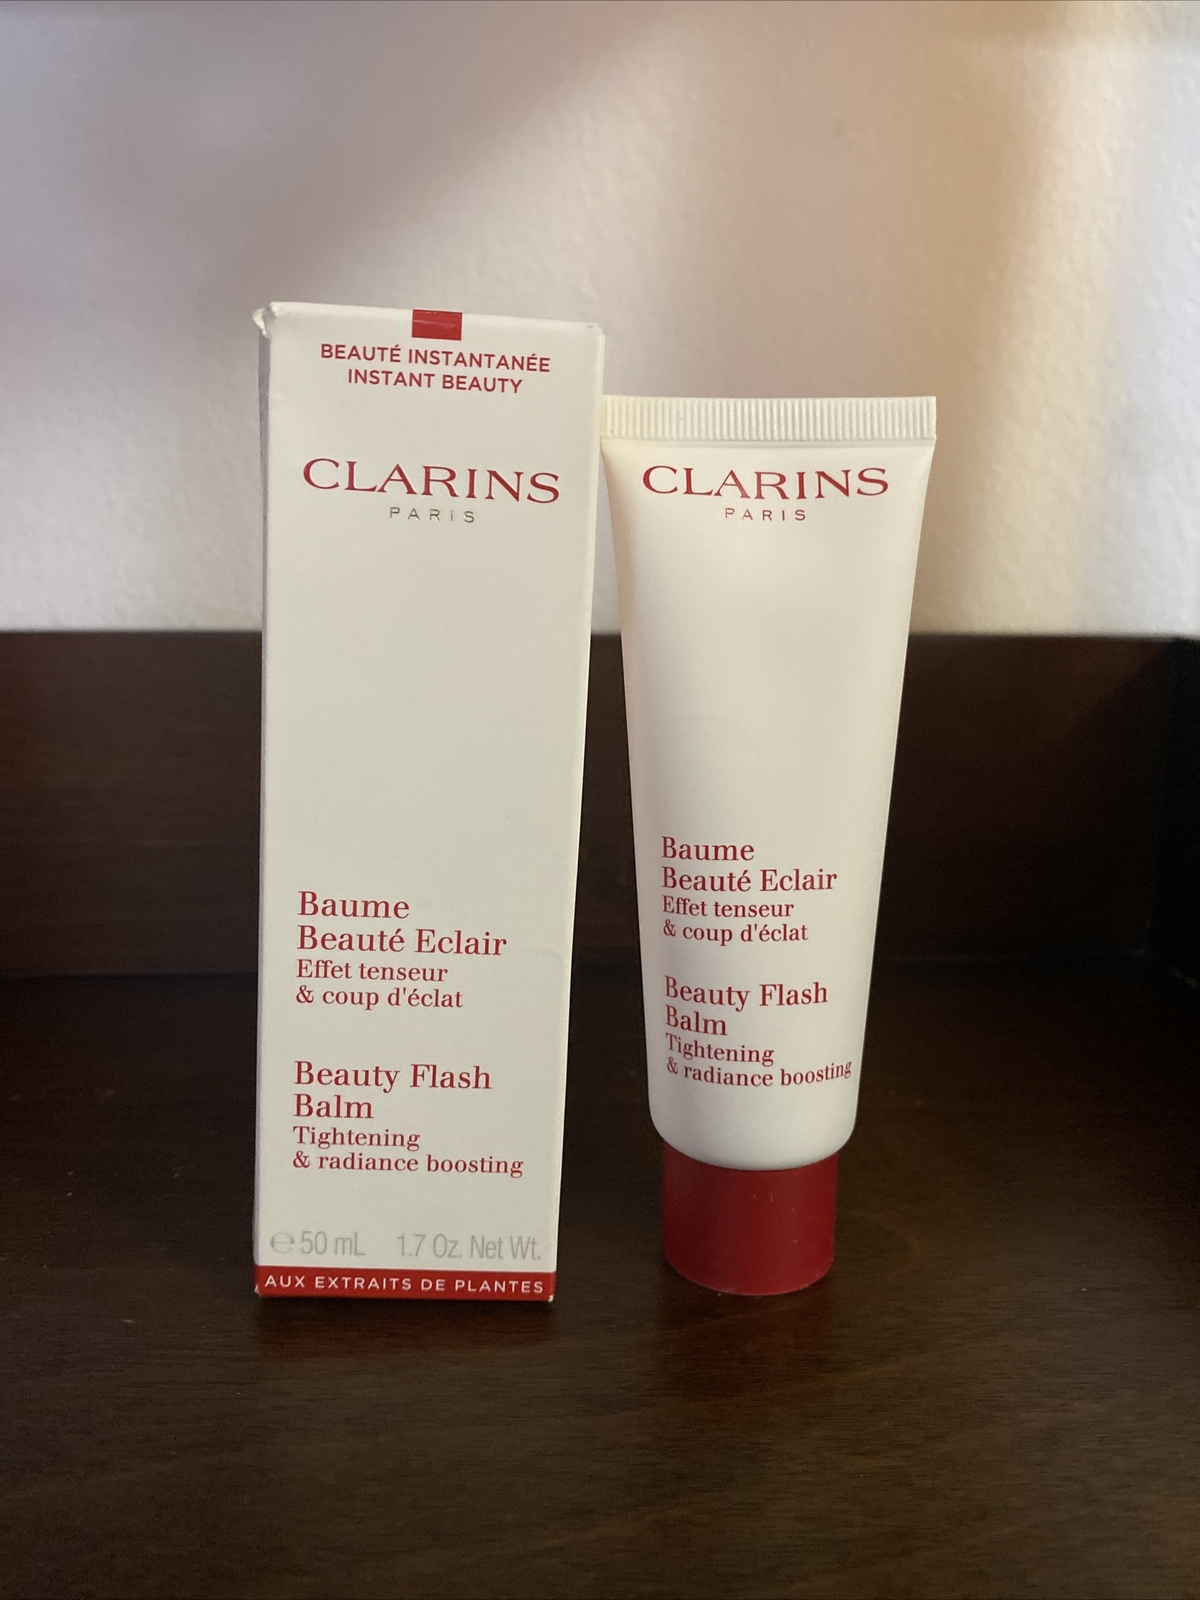 BEAUTÉ INSTANTANÉE
INSTANT BEAUTY
CLARINS
PARIS
Baume
Beauté Eclair
Effet tenseur
& coup d'éclat
Beauty Flash
Balm
Tightening
& radiance boosting
℮ 50 mL 1.7 Oz. Net Wt.
AUX EXTRAITS DE PLANTES
CLARINS
PARIS
Baume
Beauté Eclair
Effet tenseur
& coup d'éclat
Beauty Flash
Balm
Tightening
& radiance boosting